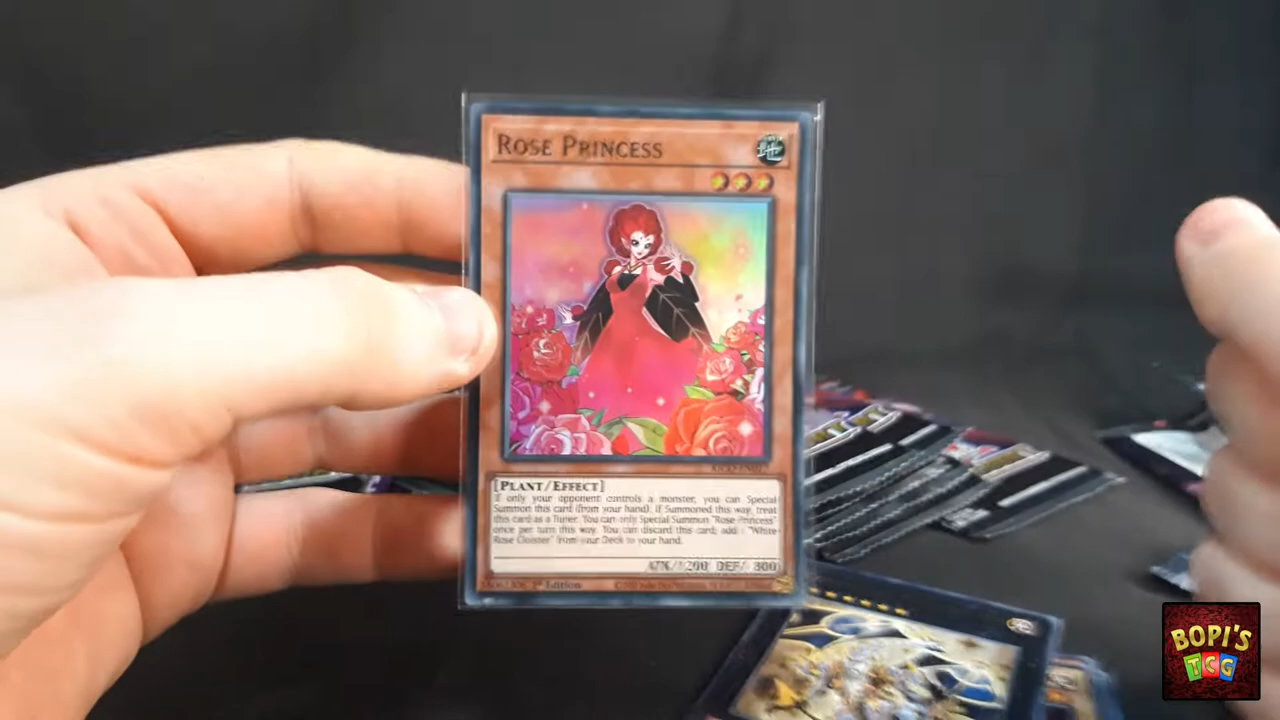 ROSE PRINCESS
[PLANT/EFFECT]
If only your opponent controls a monster, you can Special
Summon this card (from your hand). If Summoned this way, treat
this card as a Tuner. You can only Special Summon "Rose Princess"
once per turn this way. You can discard this card; add 1 "White
Rose Cloister" from your Deck to your hand.
ATK/1200 DEF/ 800
1st Edition
BOPI'S
TCG